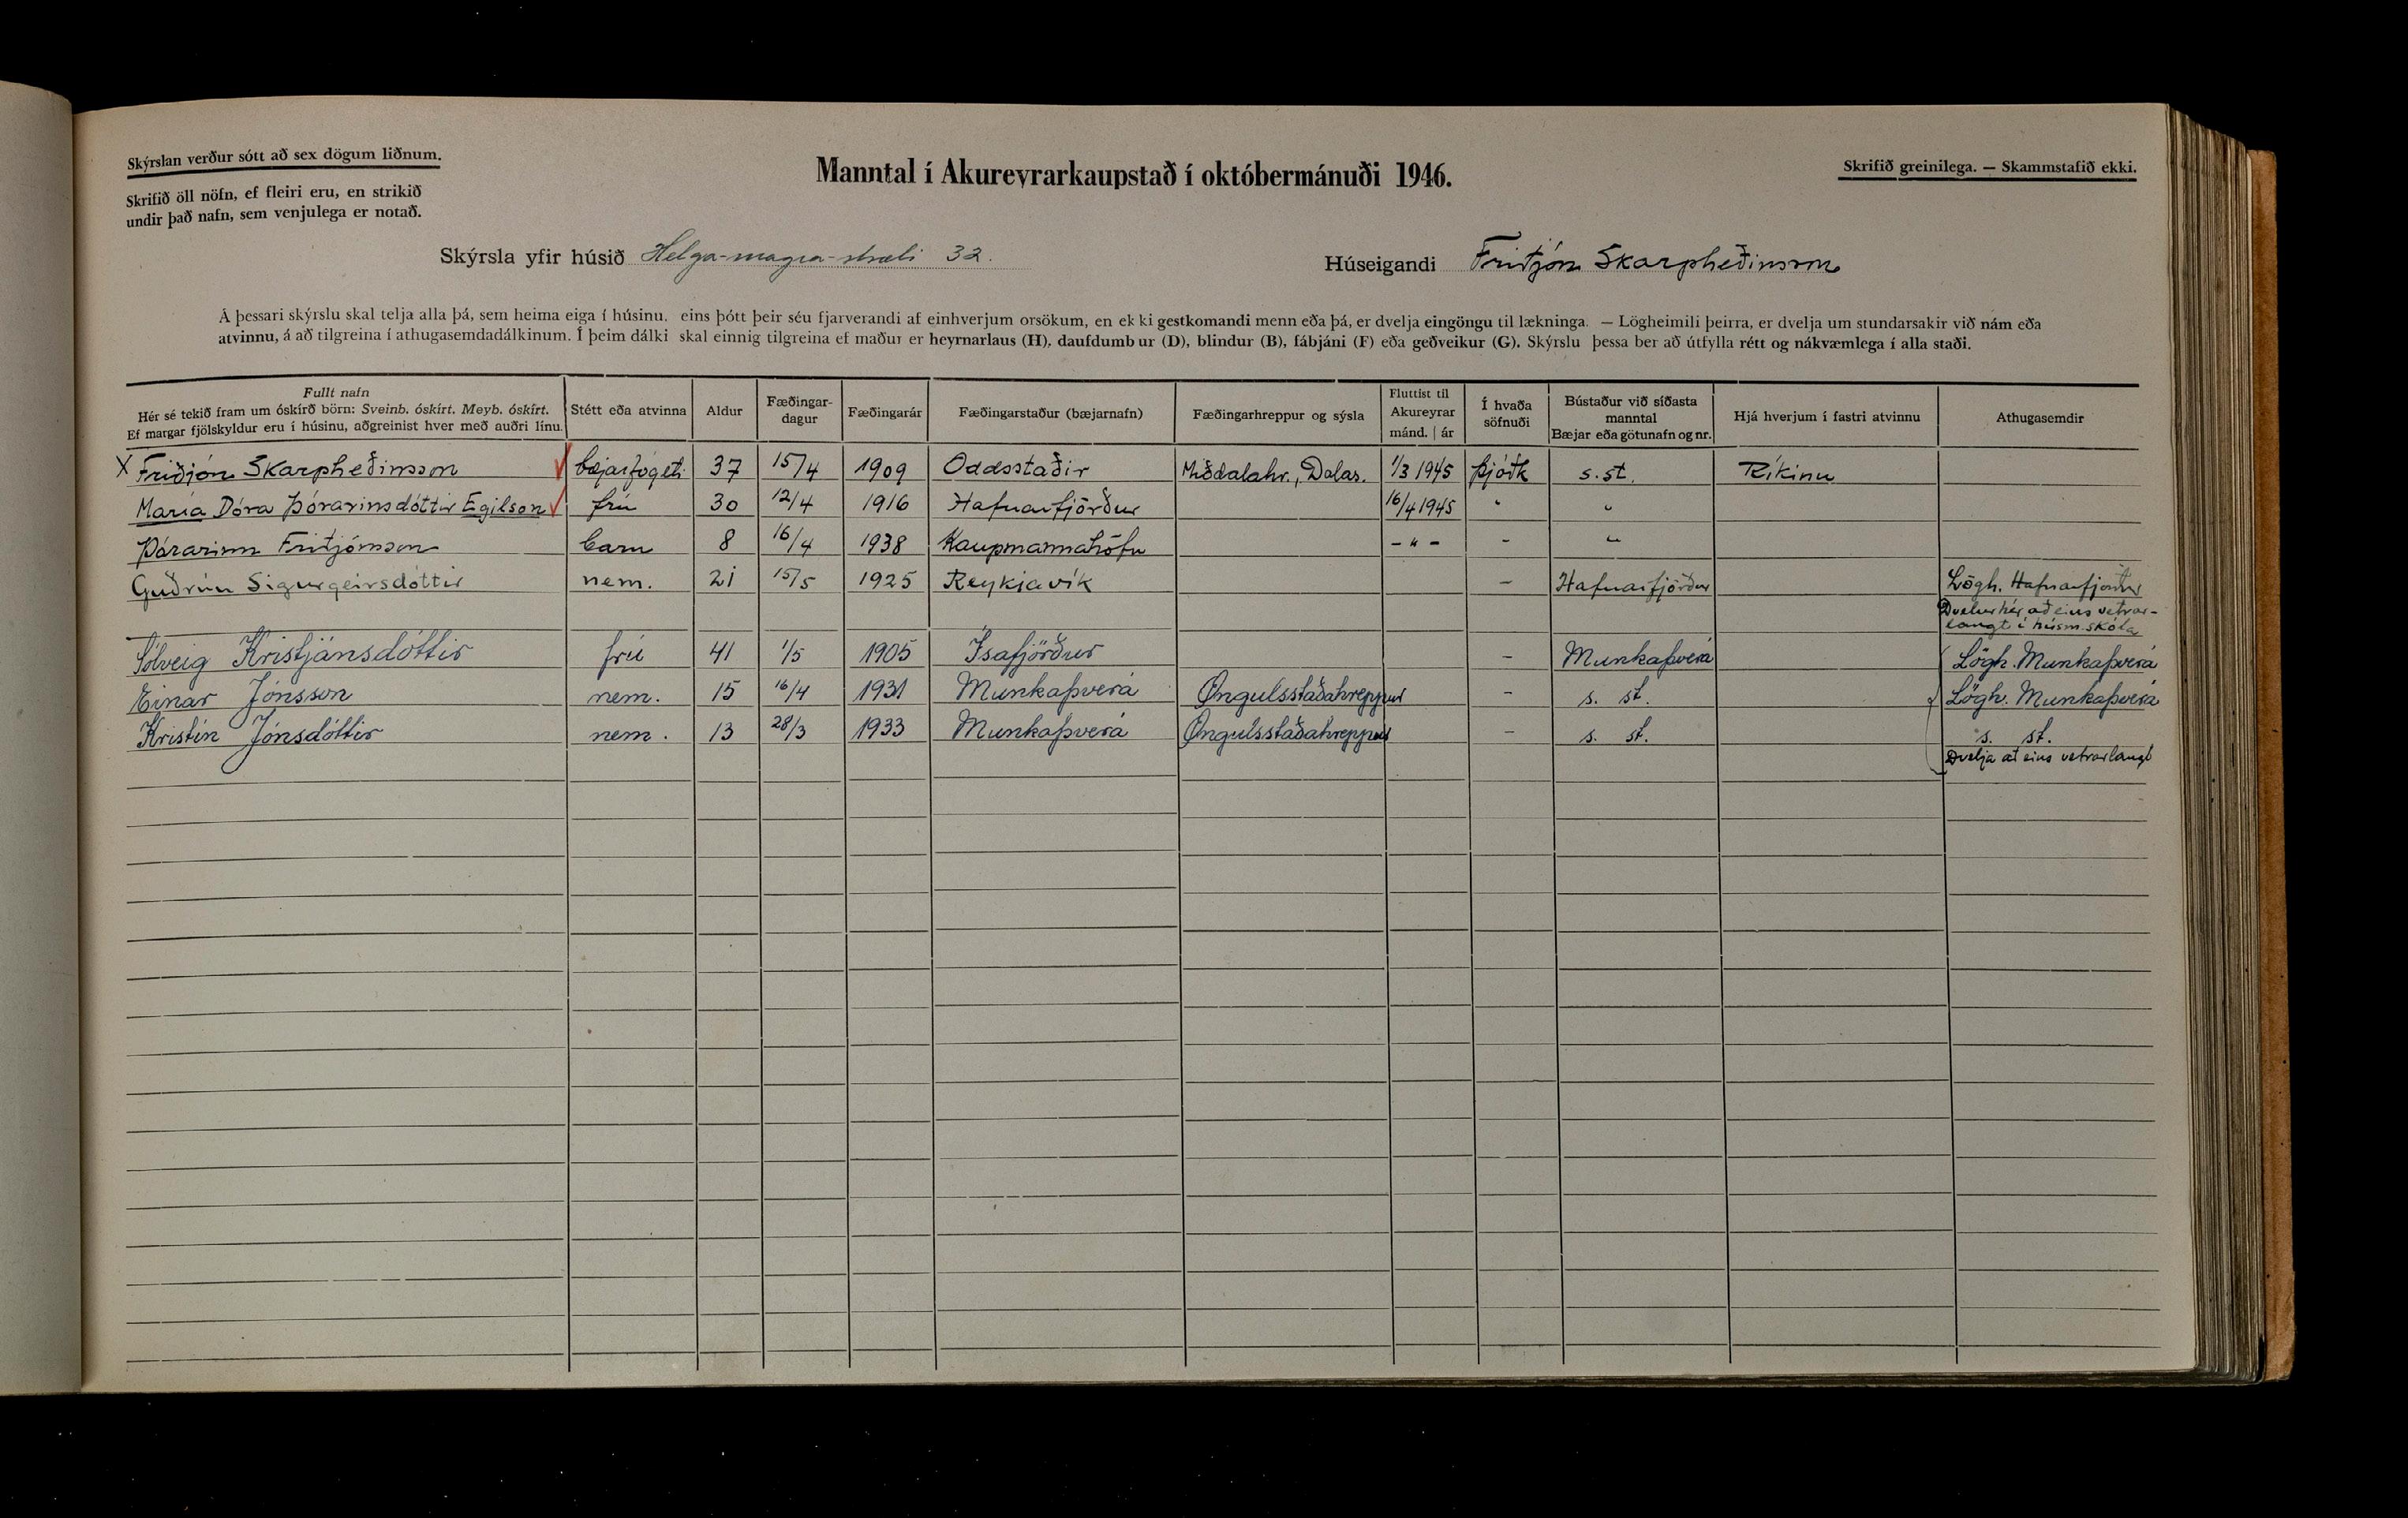 Skýrslan verður sótt að sex dögum liðnum.
Skrifið öll nöfn, ef fleiri eru, en strikið
undir það nafn, sem venjulega er notað.
Manntal í Akureyrarkaupstað í októbermánuði 1946.
Skrifið greinilega. — Skammstafið ekki.
Skýrsla yfir húsið Helga-magra-stræti 32.
Húseigandi Friðjón Skarpheðinsson
Á þessari skýrslu skal telja alla þá, sem heima eiga í húsinu, eins þótt þeir séu fjarverandi af einhverjum orsökum, en ek ki gestkomandi menn eða þá, er dvelja eingöngu til lækninga. — Lögheimili þeirra, er dvelja um stundarsakir við nám eða
atvinnu, á að tilgreina í athugasemdadálkinum. Í þeim dálki skal einnig tilgreina ef maður er heyrnarlaus (H), daufdumb ur (D), blindur (B), fábjáni (F) eða geðveikur (G). Skýrslu þessa ber að útfylla rétt og nákvæmlega í alla staði.
Fullt nafn
Hér sé tekið fram um óskírð börn: Sveinb. óskírt. Meyb. óskírt.
Ef margar fjölskyldur eru í húsinu, aðgreinist hver með auðri línu.
Stétt eða atvinna
Aldur
Fæðingar-
dagur
Fæðingarár
Fæðingarstaður (bæjarnafn)
Fæðingarhreppur og sýsla
Fluttist til
Akureyrar
mánd. | ár
Í hvaða
söfnuði
Bústaður við síðasta
manntal
Bæjar eða götunafn og nr.
Hjá hverjum í fastri atvinnu
Athugasemdir
X Friðjón Skarpheðinsson bæjarfógeti 37 15/4 1909 Oddsstaðir Miðdalahr., Dalas. 1/3 1945 þjóðk s.st. Ríkinu
María Dóra Þórarinsdóttir Egilson frú 30 12/4 1916 Hafnarfjörður 16/4 1945 " "
Þórarinn Friðjónsson barn 8 16/4 1938 Kaupmannahöfn - " - - "
Guðrún Sigurgeirsdóttir nem. 21 15/5 1925 Reykjavík - Hafnarfjörður Lögh. Hafnarfjörður
Dvelur hér að eins vetrar-
langt í húsm.skóla
Sólveig Kristjánsdóttir frú 41 1/5 1905 Ísafjörður - Munkaþverá Lögh. Munkaþverá
Einar Jónsson nem. 15 16/4 1931 Munkaþverá Öngulsstaðahreppur - s. st. Lögh. Munkaþverá
Kristín Jónsdóttir nem. 13 28/3 1933 Munkaþverá Öngulsstaðahreppur - s. st. s. st.
Dvelja að eins vetrarlangt